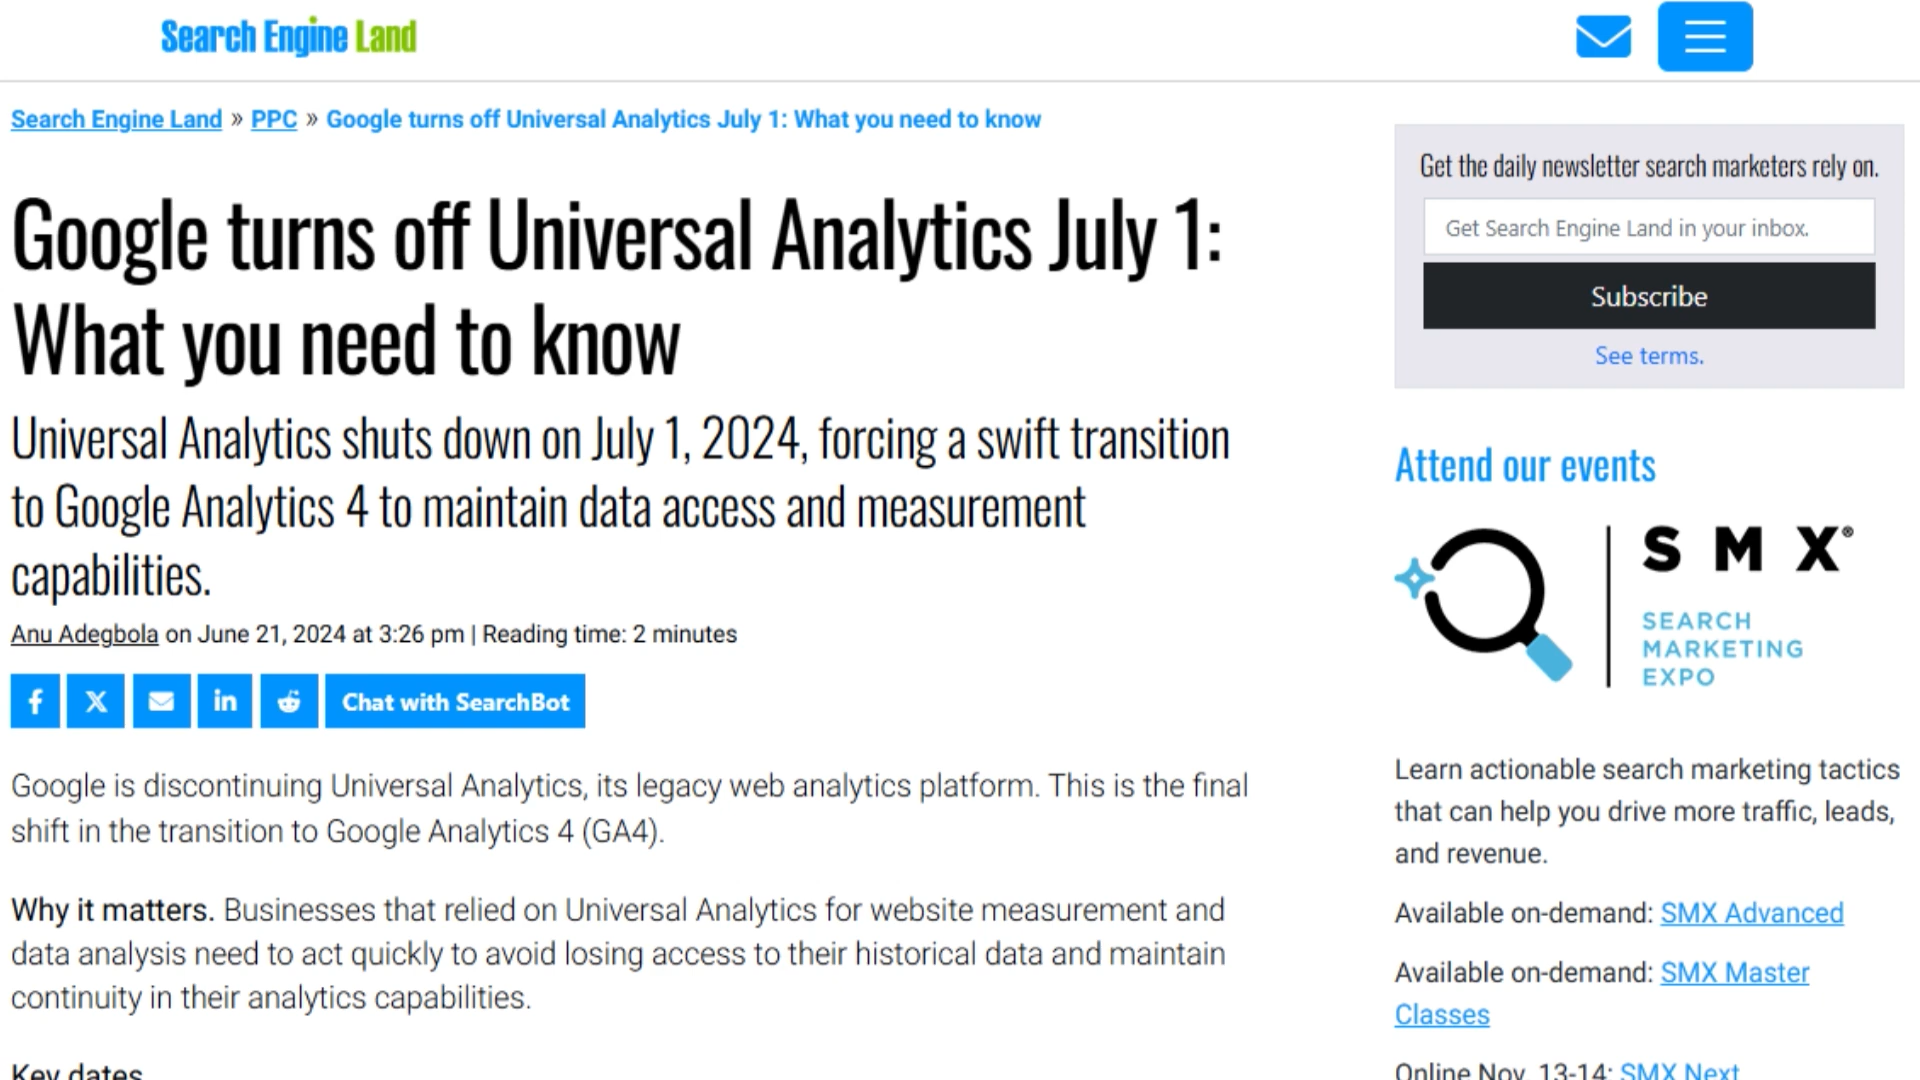 Search Engine Land
Search Engine Land » PPC » Google turns off Universal Analytics July 1: What you need to know
Google turns off Universal Analytics July 1:
What you need to know
Universal Analytics shuts down on July 1, 2024, forcing a swift transition
to Google Analytics 4 to maintain data access and measurement
capabilities.
Anu Adegbola on June 21, 2024 at 3:26 pm | Reading time: 2 minutes
Chat with SearchBot
Google is discontinuing Universal Analytics, its legacy web analytics platform. This is the final
shift in the transition to Google Analytics 4 (GA4).
Why it matters. Businesses that relied on Universal Analytics for website measurement and
data analysis need to act quickly to avoid losing access to their historical data and maintain
continuity in their analytics capabilities.
Key dates
Get the daily newsletter search marketers rely on.
Get Search Engine Land in your inbox.
Subscribe
See terms.
Attend our events
SMX®
SEARCH
MARKETING
EXPO
Learn actionable search marketing tactics
that can help you drive more traffic, leads,
and revenue.
Available on-demand: SMX Advanced
Available on-demand: SMX Master
Classes
Online Nov. 13-14: SMX Next